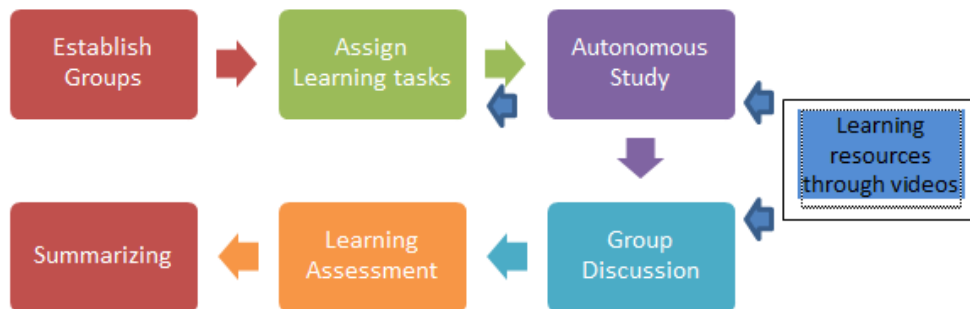 Establish
Groups
Assign
Learning tasks
Autonomous
Study
Learning
resources
through videos
Summarizing
Learning
Assessment
Group
Discussion